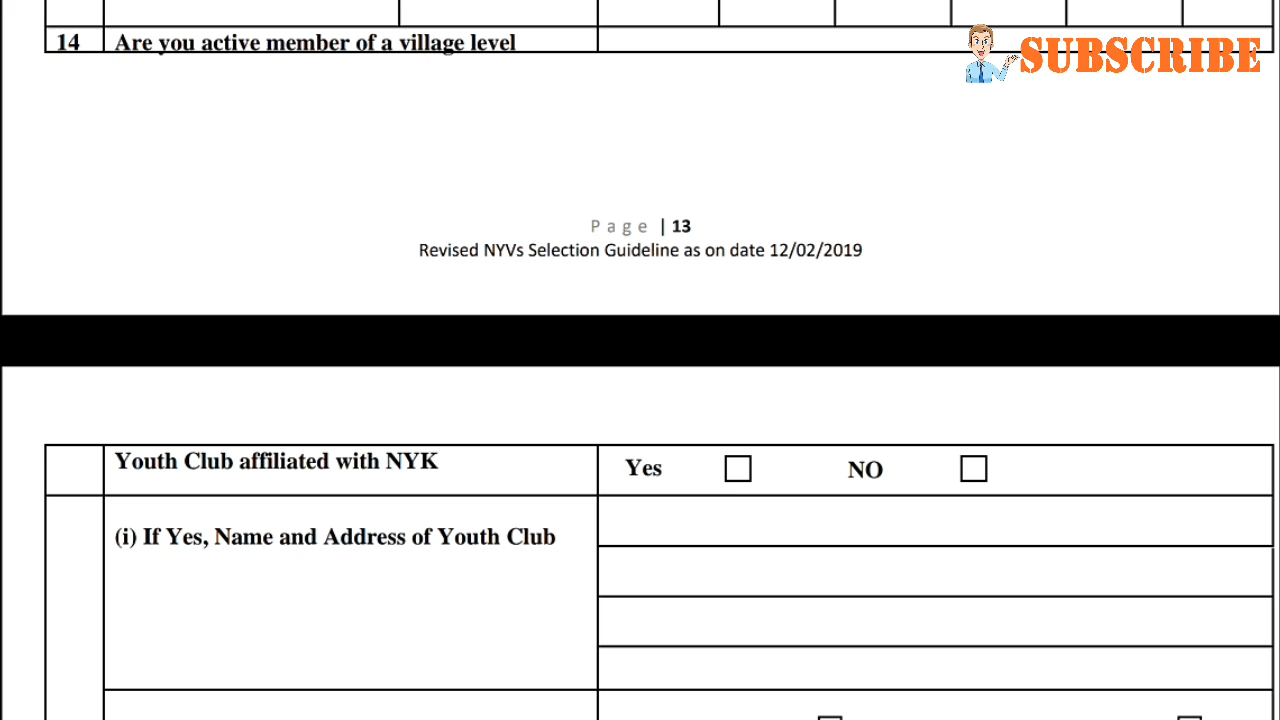 14 Are you active member of a village level
SUBSCRIBE
Page | 13
Revised NYVs Selection Guideline as on date 12/02/2019
Youth Club affiliated with NYK Yes NO
(i) If Yes, Name and Address of Youth Club